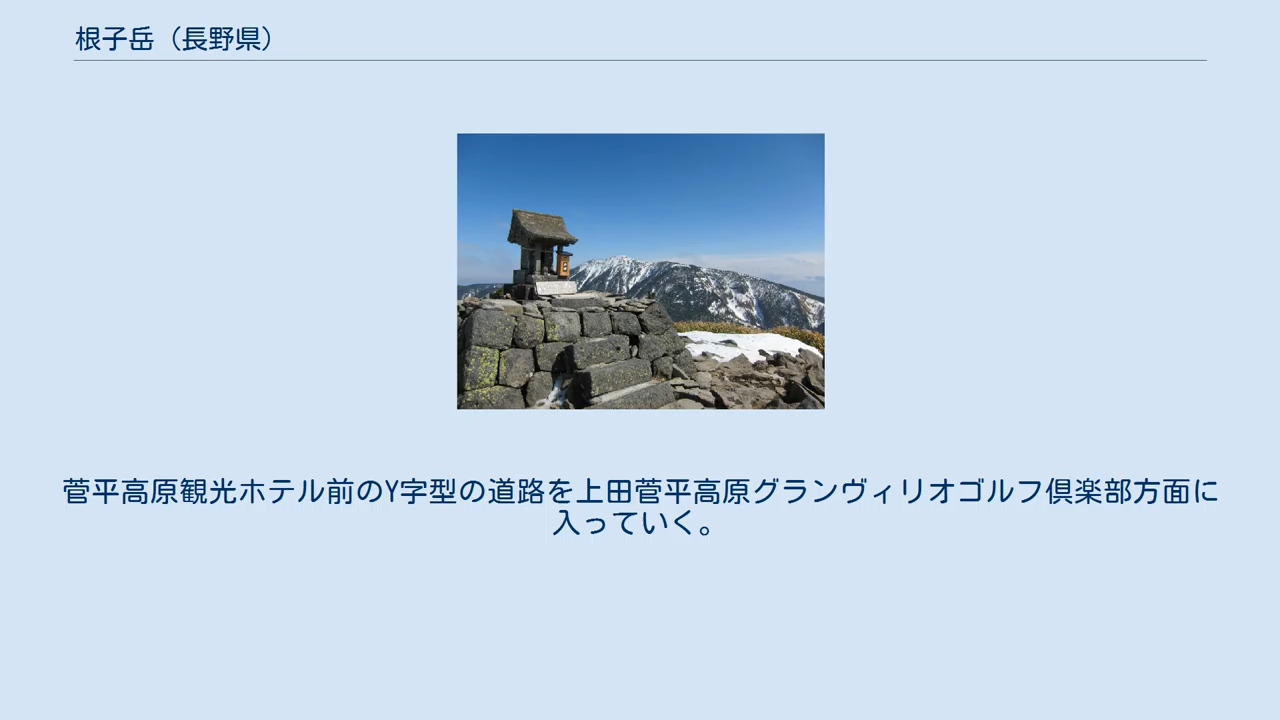 根子岳（長野県）
菅平高原観光ホテル前のY字型の道路を上田菅平高原グランヴィリオゴルフ倶楽部方面に
入っていく。